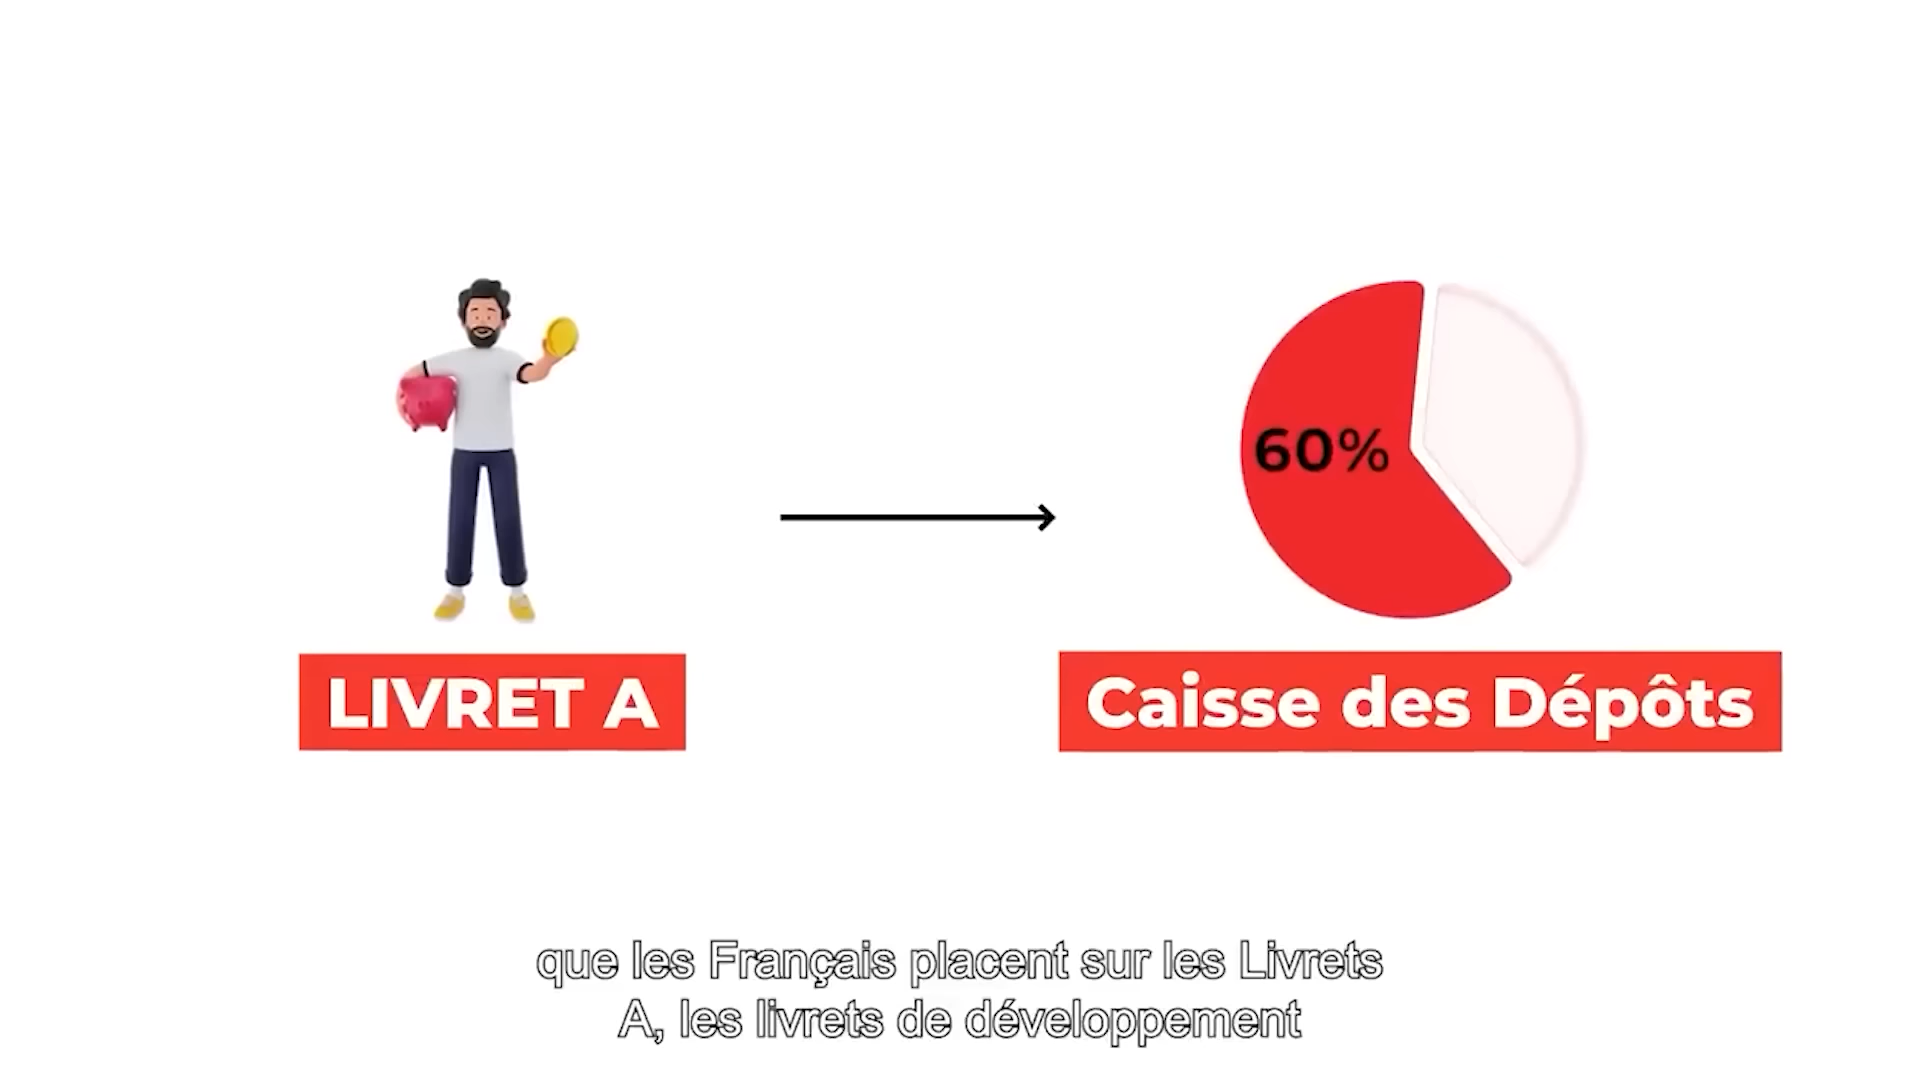 60%
LIVRET A
Caisse des Dépôts
que les Français placent sur les Livrets
A, les livrets de développement